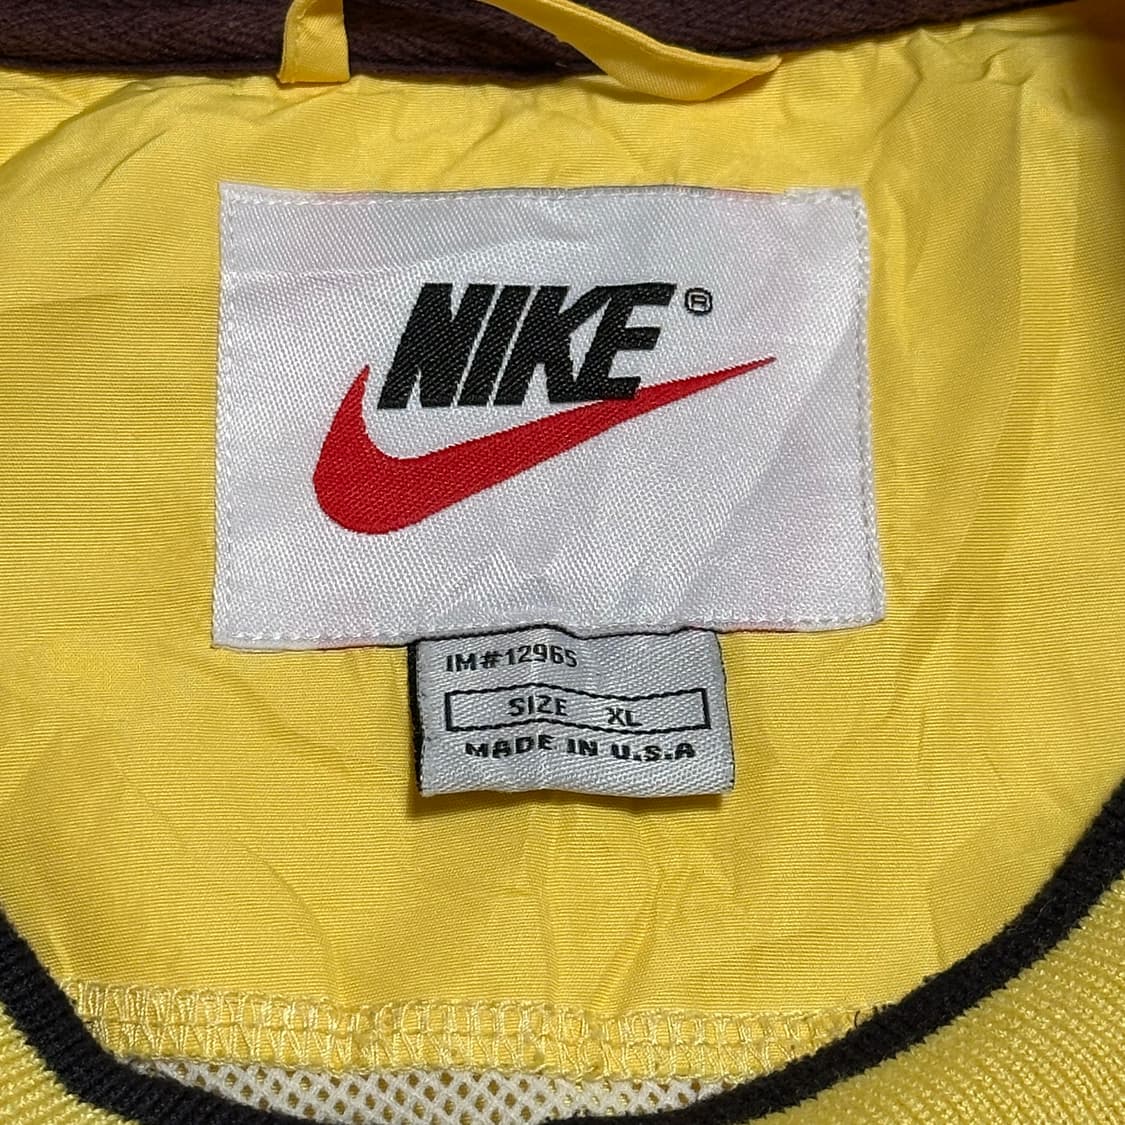 NIKE®
IM#12965
SIZE XL
MADE IN U.S.A